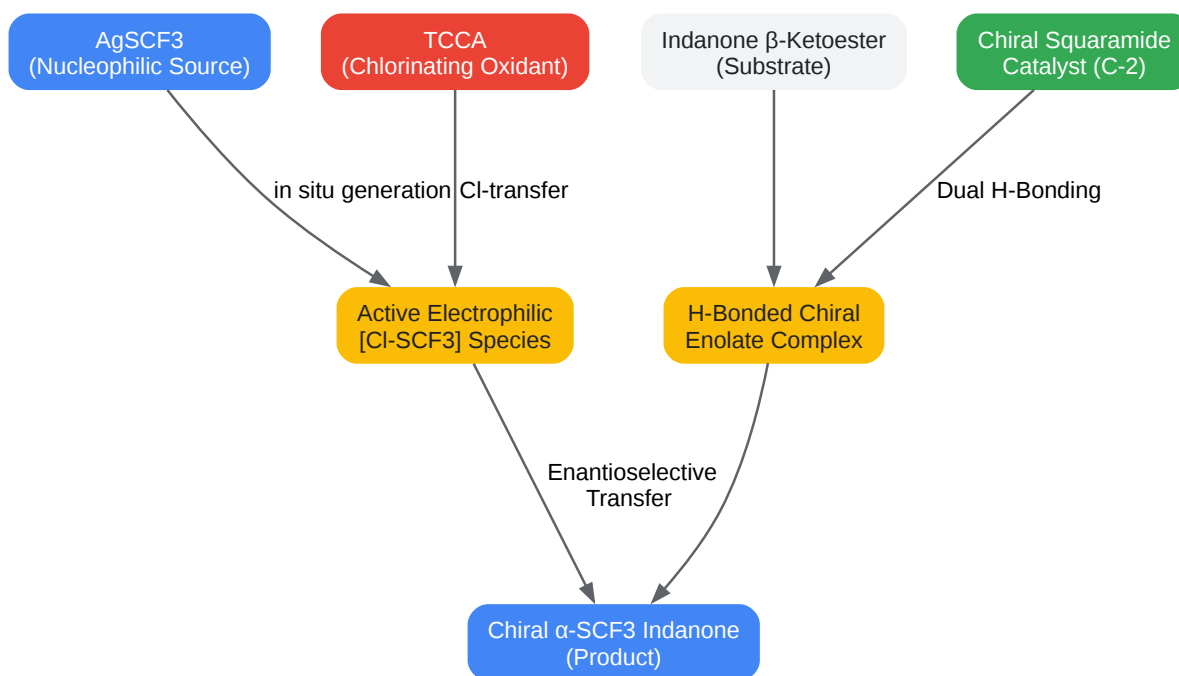 AgSCF3
(Nucleophilic Source)
TCCA
(Chlorinating Oxidant)
Indanone β-Ketoester
(Substrate)
Chiral Squaramide
Catalyst (C-2)
in situ generation
Cl-transfer
Dual H-Bonding
Active Electrophilic
[Cl-SCF3] Species
H-Bonded Chiral
Enolate Complex
Enantioselective
Transfer
Chiral α-SCF3 Indanone
(Product)